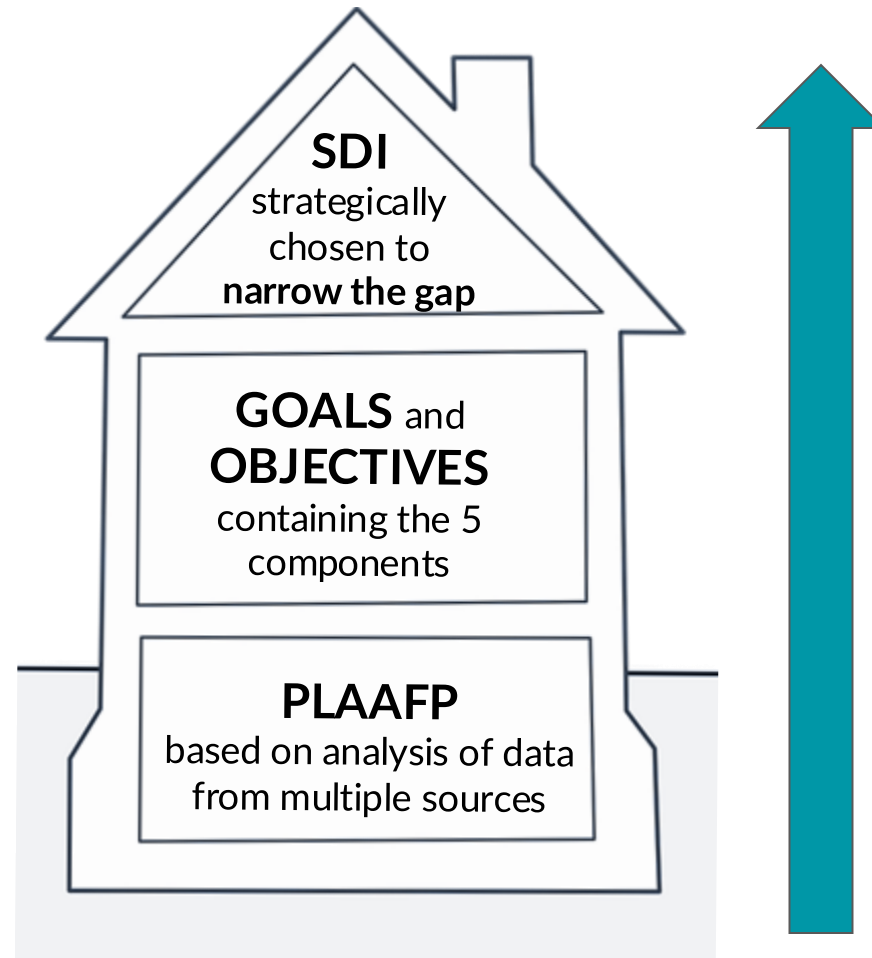 SDI
strategically
chosen to
narrow the gap
GOALS and
OBJECTIVES
containing the 5
components
PLAAFP
based on analysis of data
from multiple sources